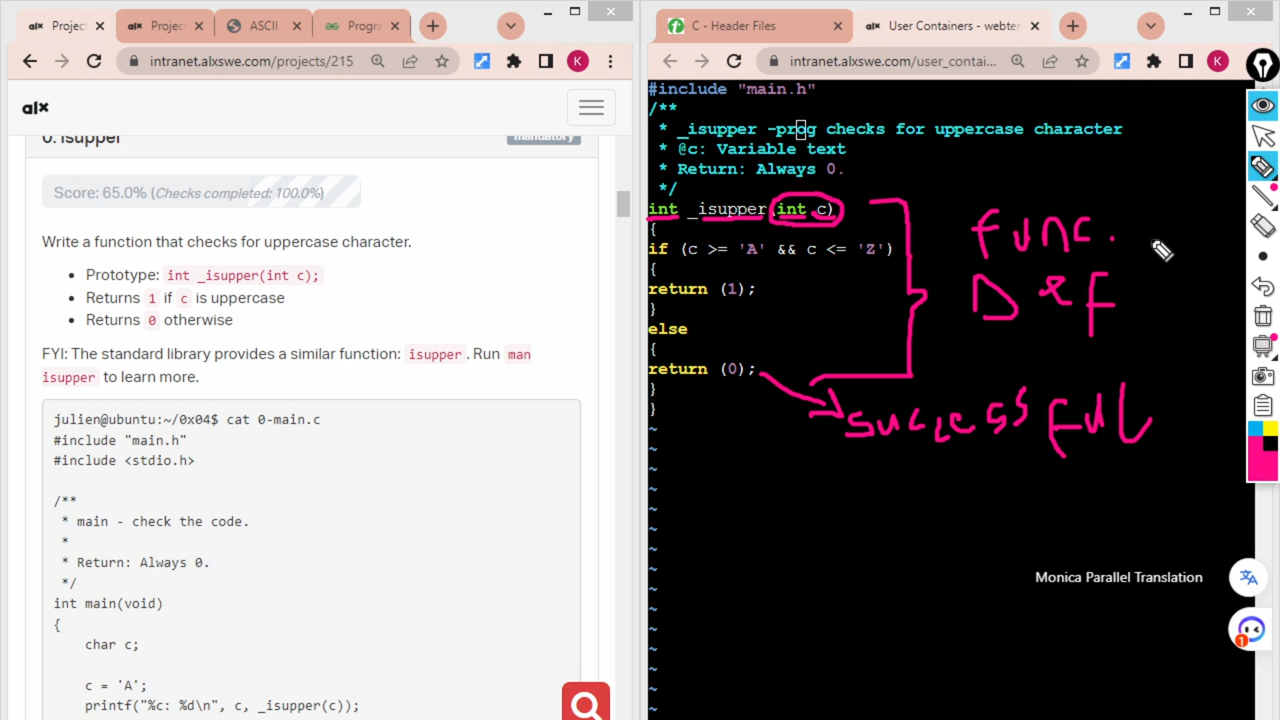 Projec
Projec
ASCII
Progra
C - Header Files
User Containers - webter
intranet.alxswe.com/projects/215
K
intranet.alxswe.com/user_contai...
K
alx
0. isupper
mandatory
Score: 65.0% (Checks completed: 100.0%)
Write a function that checks for uppercase character.
• Prototype: int _isupper(int c);
• Returns 1 if c is uppercase
• Returns 0 otherwise
FYI: The standard library provides a similar function: isupper. Run man
isupper to learn more.
julien@ubuntu:~/0x04$ cat 0-main.c
#include "main.h"
#include <stdio.h>
/**
* main - check the code.
*
* Return: Always 0.
*/
int main(void)
{
char c;
c = 'A';
printf("%c: %d\n", c, _isupper(c));
#include "main.h"
/**
* _isupper -prog checks for uppercase character
* @c: Variable text
* Return: Always 0.
*/
int _isupper(int c)
{
if (c >= 'A' && c <= 'Z')
{
return (1);
}
else
{
return (0);
}
}
~
~
~
~
~
~
~
~
~
~
~
~
~
~
func.
Def
successful
Monica Parallel Translation
1